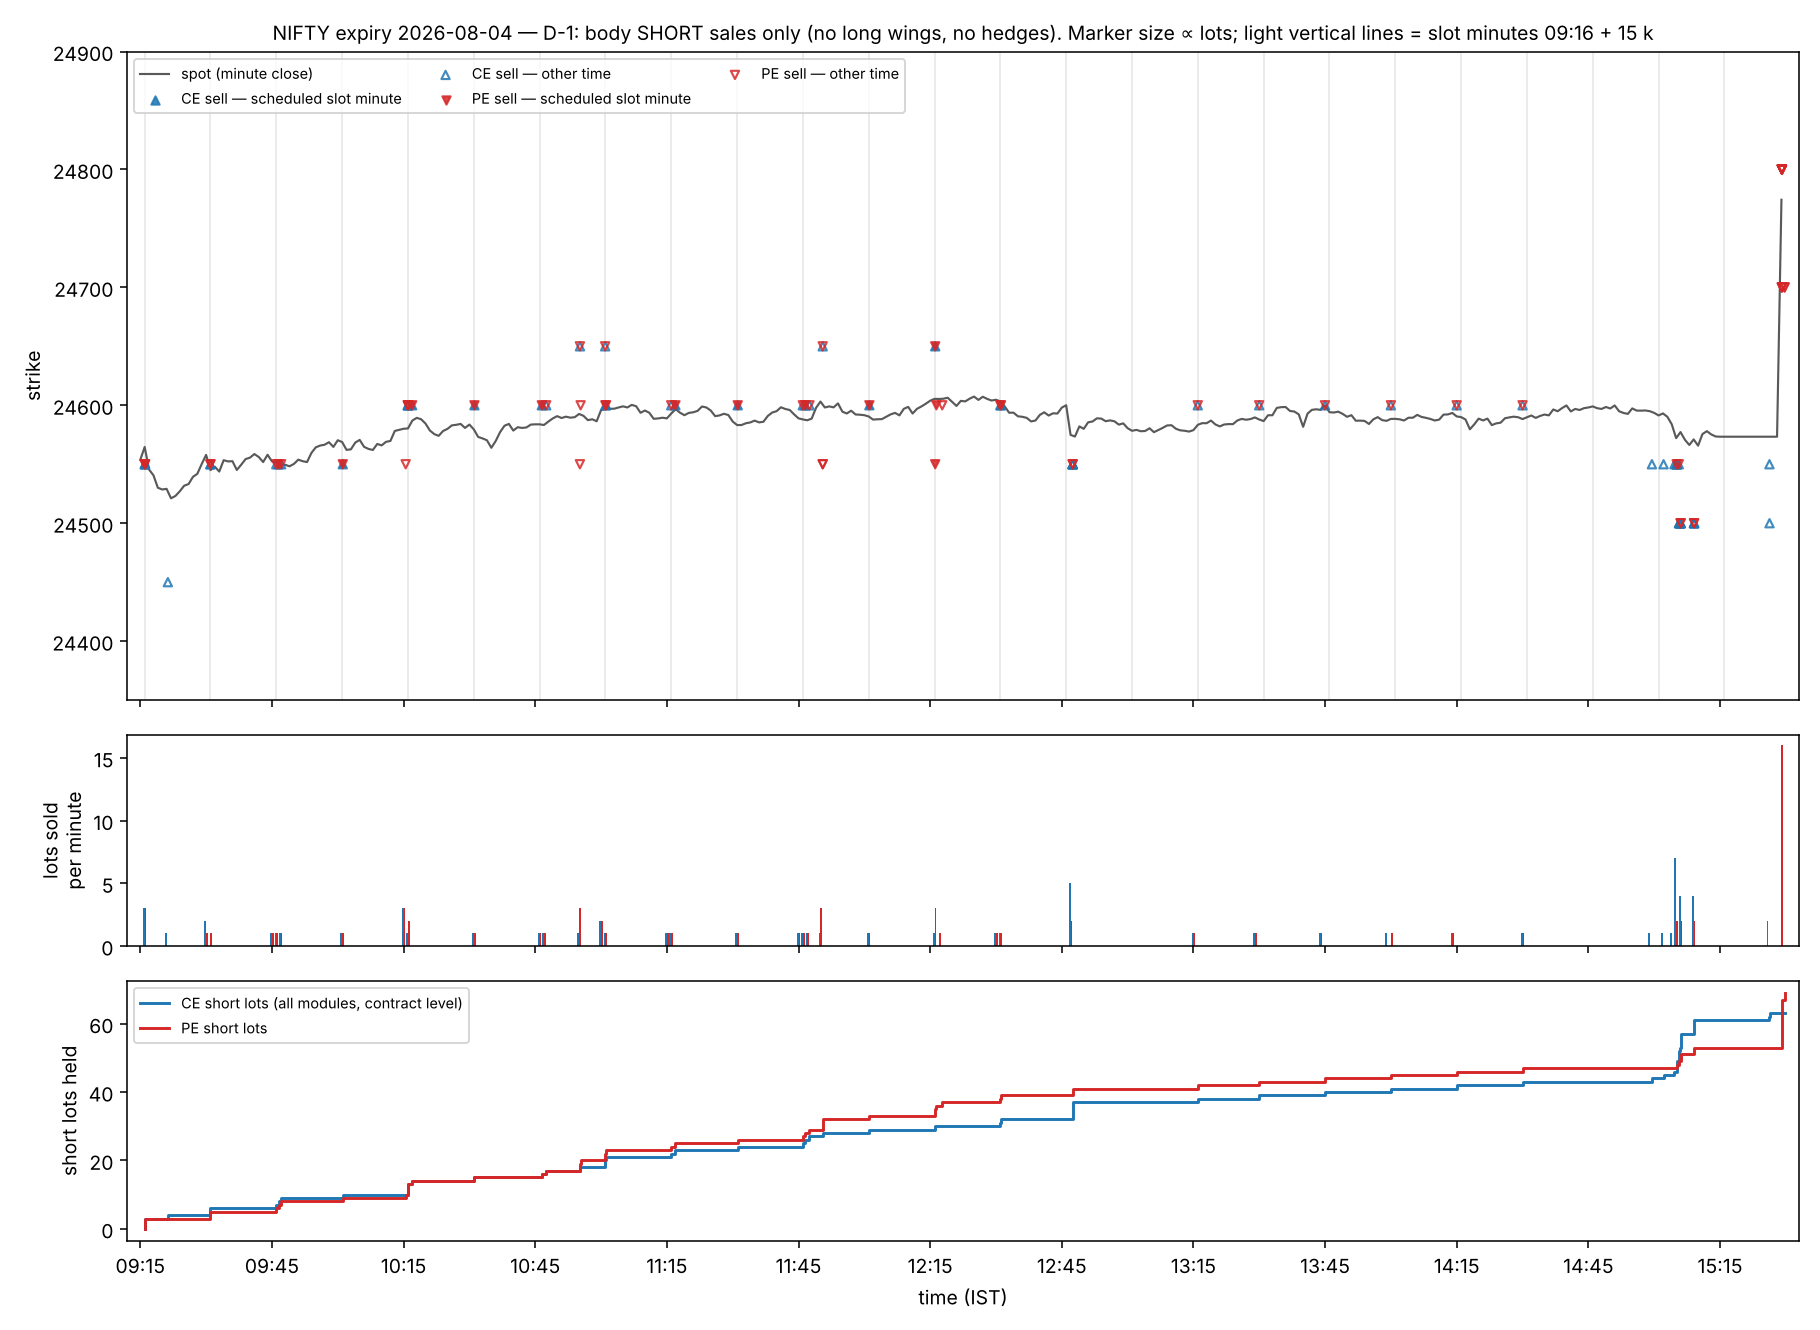 NIFTY expiry 2026-08-04 — D-1: body SHORT sales only (no long wings, no hedges). Marker size ∝ lots; light vertical lines = slot minutes 09:16 + 15 k
spot (minute close)
CE sell — scheduled slot minute
CE sell — other time
PE sell — scheduled slot minute
PE sell — other time
24900
24800
24700
24600
24500
24400
strike
15
10
5
0
lots sold
per minute
CE short lots (all modules, contract level)
PE short lots
60
40
20
0
short lots held
09:15
09:45
10:15
10:45
11:15
11:45
12:15
12:45
13:15
13:45
14:15
14:45
15:15
time (IST)